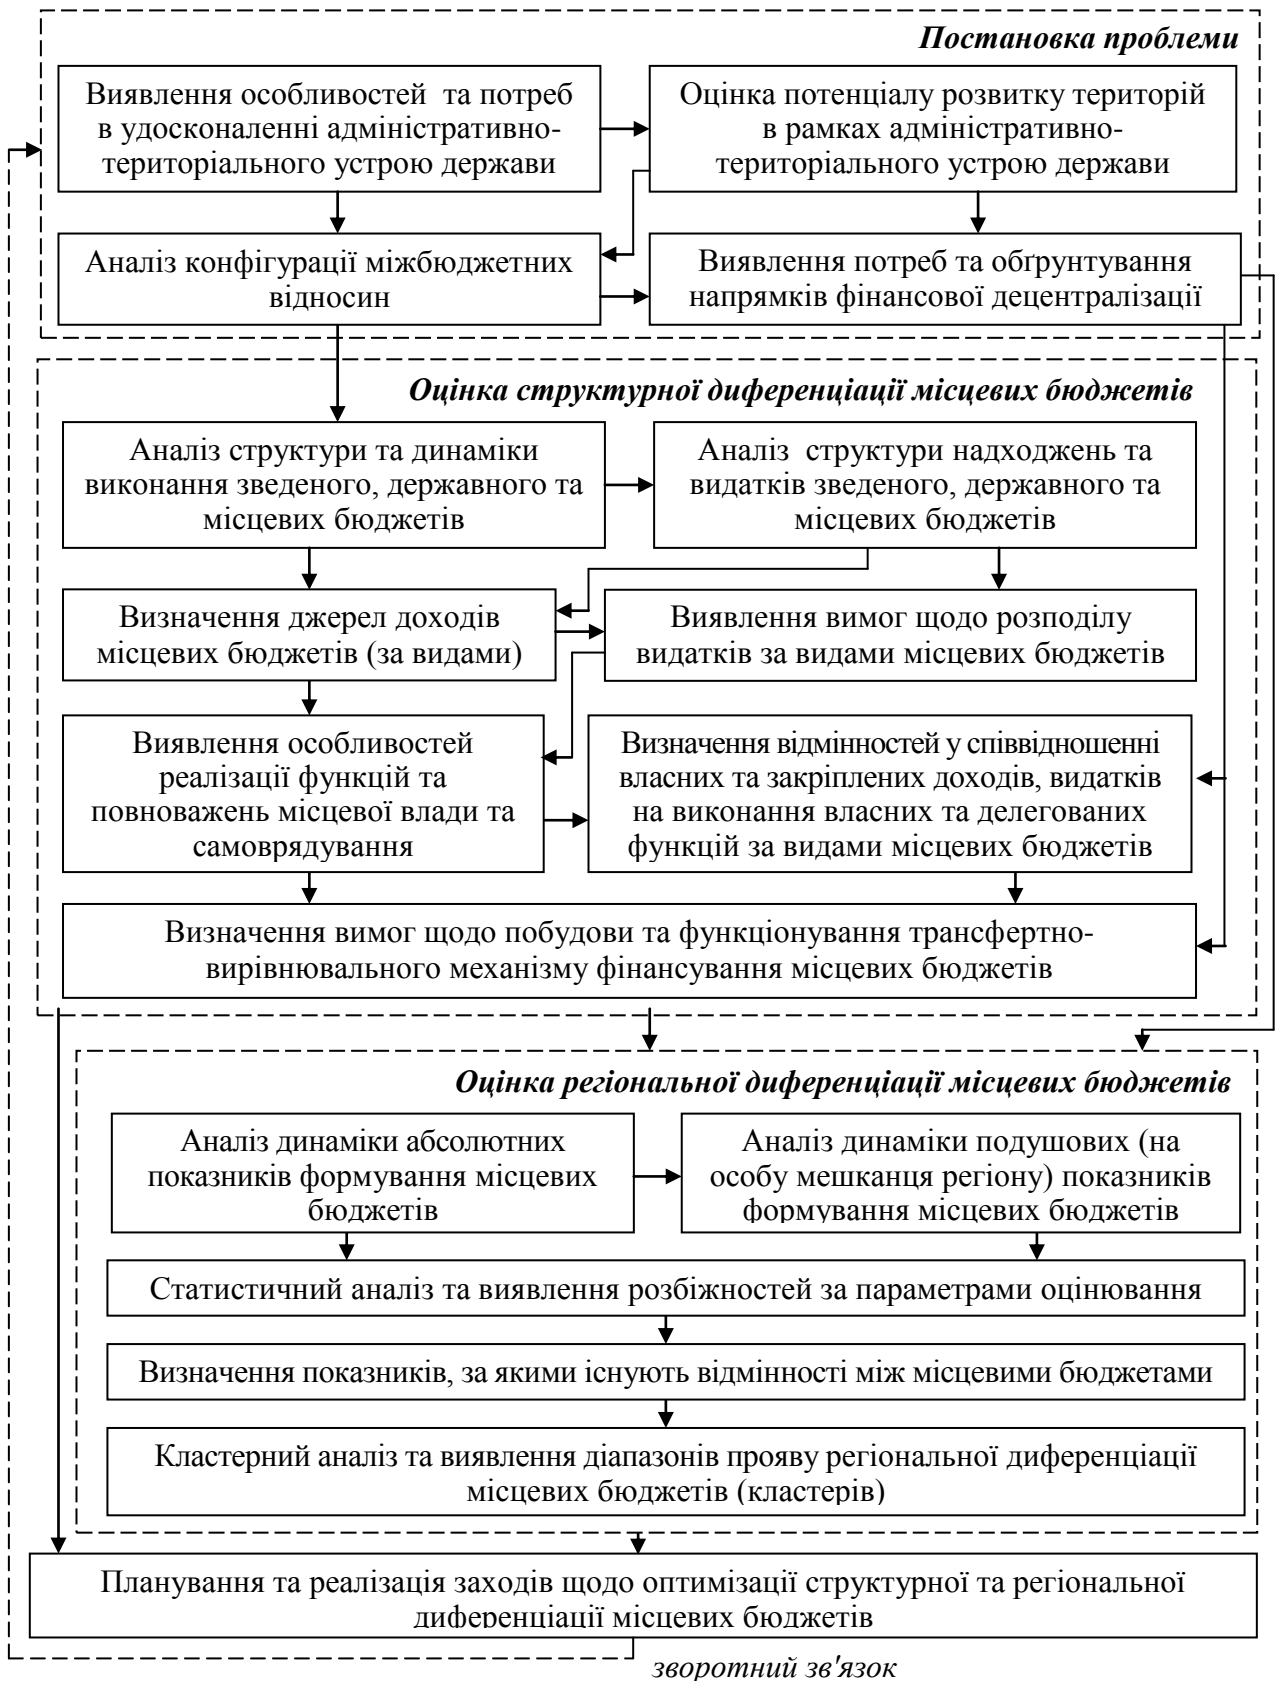 Постановка проблеми
Виявлення особливостей та потреб
в удосконаленні адміністративно-
територіального устрою держави
Оцінка потенціалу розвитку територій
в рамках адміністративно-
територіального устрою держави
Аналіз конфігурації міжбюджетних
відносин
Виявлення потреб та обґрунтування
напрямків фінансової децентралізації
Оцінка структурної диференціації місцевих бюджетів
Аналіз структури та динаміки
виконання зведеного, державного та
місцевих бюджетів
Аналіз структури надходжень та
видатків зведеного, державного та
місцевих бюджетів
Визначення джерел доходів
місцевих бюджетів (за видами)
Виявлення вимог щодо розподілу
видатків за видами місцевих бюджетів
Виявлення особливостей
реалізації функцій та
повноважень місцевої влади та
самоврядування
Визначення відмінностей у співвідношенні
власних та закріплених доходів, видатків
на виконання власних та делегованих
функцій за видами місцевих бюджетів
Визначення вимог щодо побудови та функціонування трансфертно-
вирівнювального механізму фінансування місцевих бюджетів
Оцінка регіональної диференціації місцевих бюджетів
Аналіз динаміки абсолютних
показників формування місцевих
бюджетів
Аналіз динаміки подушових (на
особу мешканця регіону) показників
формування місцевих бюджетів
Статистичний аналіз та виявлення розбіжностей за параметрами оцінювання
Визначення показників, за якими існують відмінності між місцевими бюджетами
Кластерний аналіз та виявлення діапазонів прояву регіональної диференціації
місцевих бюджетів (кластерів)
Планування та реалізація заходів щодо оптимізації структурної та регіональної
диференціації місцевих бюджетів
зворотний зв'язок